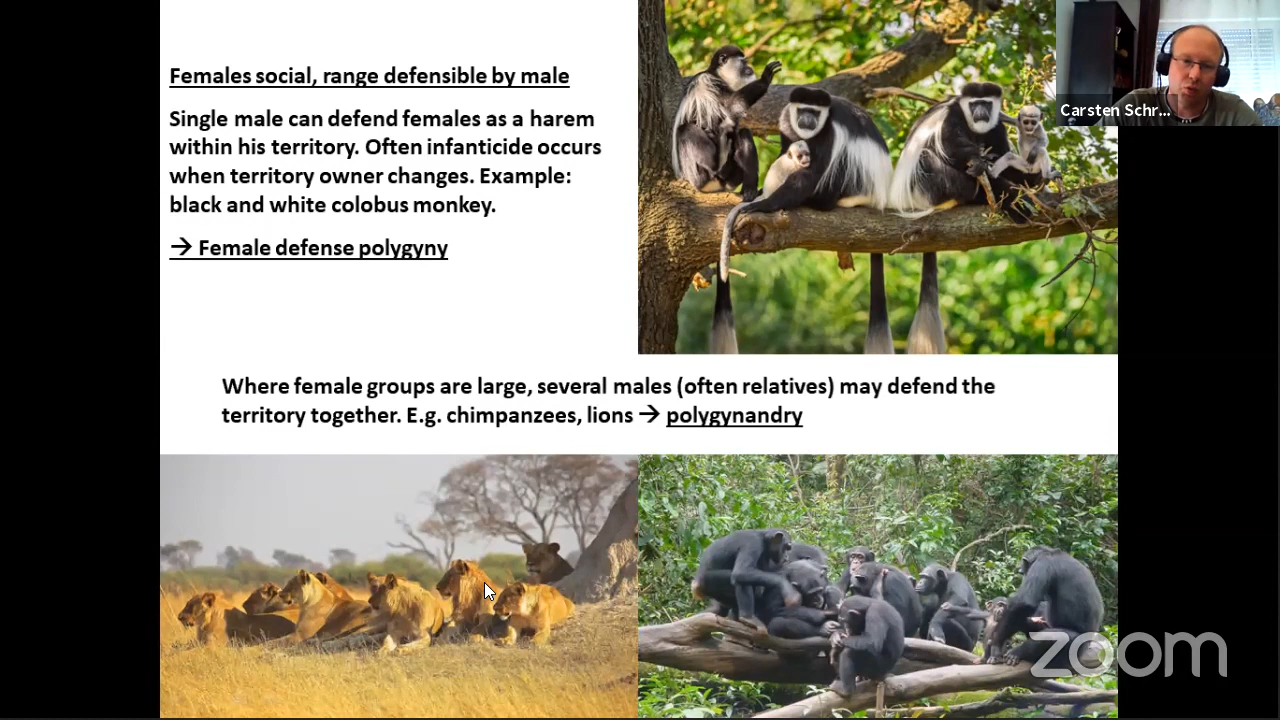 Females social, range defensible by male
Single male can defend females as a harem
within his territory. Often infanticide occurs
when territory owner changes. Example:
black and white colobus monkey.
→ Female defense polygyny
Where female groups are large, several males (often relatives) may defend the
territory together. E.g. chimpanzees, lions → polygynandry
Carsten Schr...
zoom